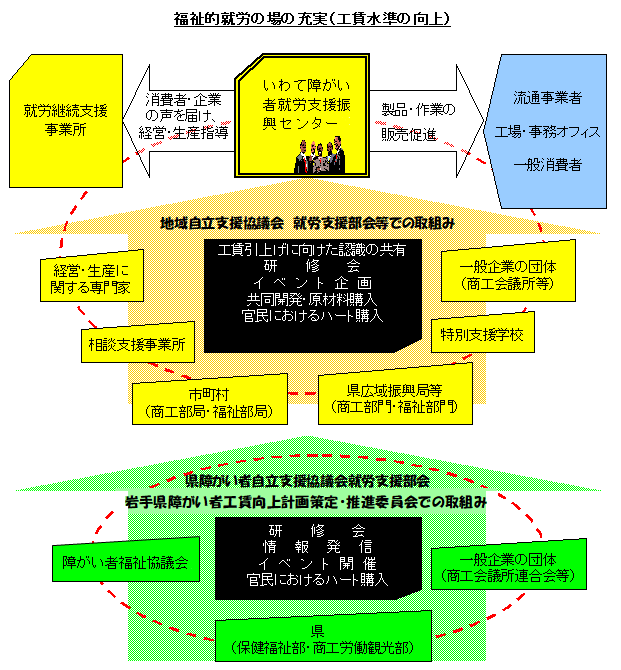 福祉的就労の場の充実（工賃水準の向上）
就労継続支援
事業所
消費者・企業
の声を届け、
経営・生産指導
いわて障がい
者就労支援振
興センター
製品・作業の
販売促進
流通事業者
工場・事務オフィス
一般消費者
地域自立支援協議会　就労支援部会等での取組み
工賃引上げに向けた認識の共有
研　修　会
イ ベ ン ト 企 画
共同開発・原材料購入
官民におけるハート購入
経営・生産に
関する専門家
一般企業の団体
（商工会議所等）
相談支援事業所
特別支援学校
市町村
（商工部局・福祉部局）
県広域振興局等
（商工部門・福祉部門）
県障がい者自立支援協議会就労支援部会
岩手県障がい者工賃向上計画策定・推進委員会での取組み
研　修　会
情　報　発　信
イ ベ ン ト 開 催
官民におけるハート購入
障がい者福祉協議会
一般企業の団体
（商工会議所連合会等）
県
（保健福祉部・商工労働観光部）